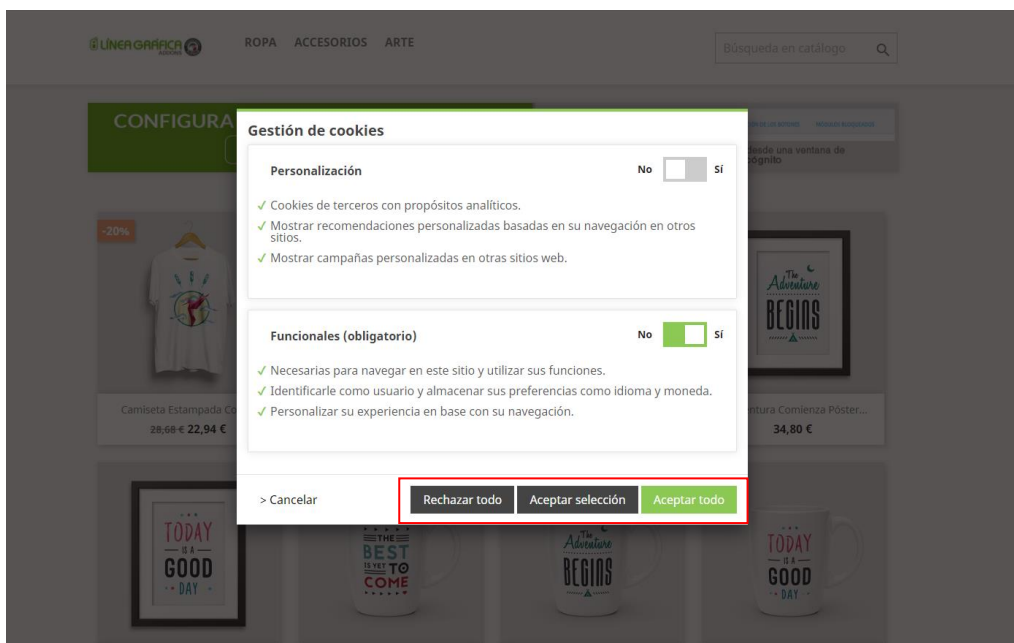 LÍNEA GRÁFICA
ADDONS
ROPA ACCESORIOS ARTE
Búsqueda en catálogo
CONFIGURA
desde una ventana de
Gestión de cookies
Personalización
No Sí
✓ Cookies de terceros con propósitos analíticos.
✓ Mostrar recomendaciones personalizadas basadas en su navegación en otros
sitios.
✓ Mostrar campañas personalizadas en otras sitios web.
Funcionales (obligatorio)
No Sí
✓ Necesarias para navegar en este sitio y utilizar sus funciones.
✓ Identificarle como usuario y almacenar sus preferencias como idioma y moneda.
✓ Personalizar su experiencia en base con su navegación.
> Cancelar
Rechazar todo
Aceptar selección
Aceptar todo
-20%
Camiseta Estampada Co
28,68 € 22,94 €
The
Adventure
BEGINS
ntura Comienza Póster...
34,80 €
TODAY
IS A
GOOD
DAY
THE
BEST
IS YET TO
COME
The
Adventure
BEGINS
TODAY
IS A
GOOD
DAY